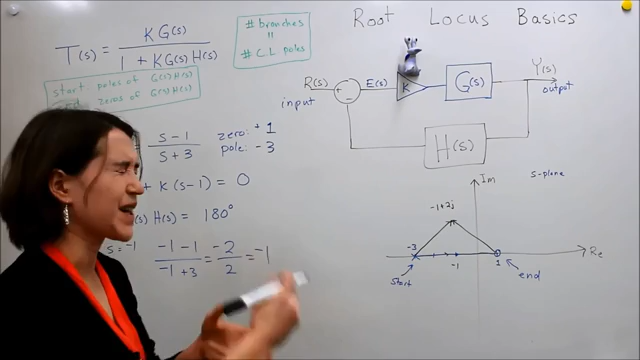 Root Locus Basics
T(s) = KG(s) / 1 + KG(s)H(s)
# branches
=
# C.L. poles
start poles of G(s)H(s)
zeros of G(s)H(s)
R(s)
input
+
−
E(s)
K
G(s)
Y(s)
output
H(s)
= s-1 / s+3
zero: +1
pole: -3
+ K(s-1) = 0
H(s) = 180°
s = -1
-1 -1 / -1 +3 = -2 / 2 = -1
Im
s-plane
-1+2j
-3
-1
1
Re
start
end